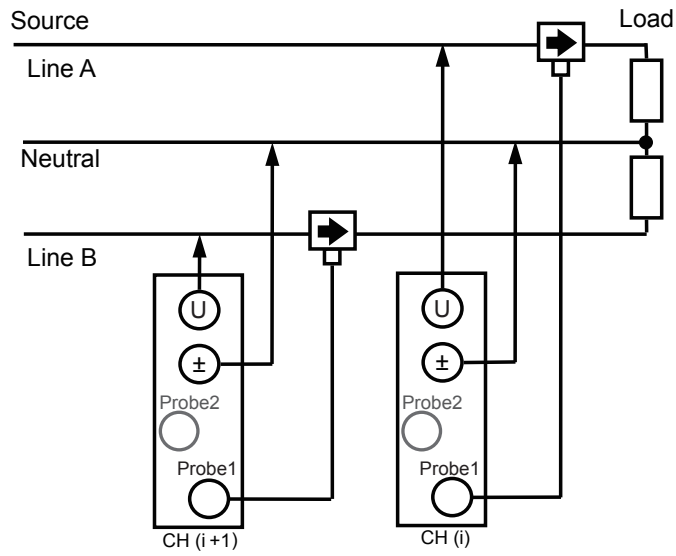 Source
Load
Line A
Neutral
Line B
U
U
±
±
Probe2
Probe2
Probe1
Probe1
CH (i +1)
CH (i)